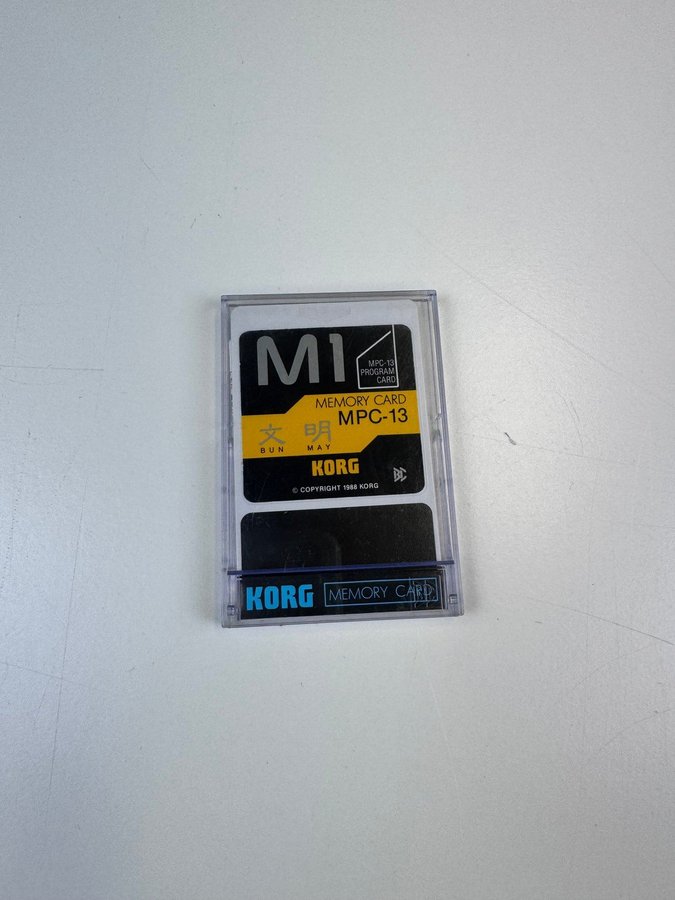 M1
MPC-13
PROGRAM
CARD
MEMORY CARD
MPC-13
文 明
BUN MAY
KORG
© COPYRIGHT 1988 KORG
KORG MEMORY CARD